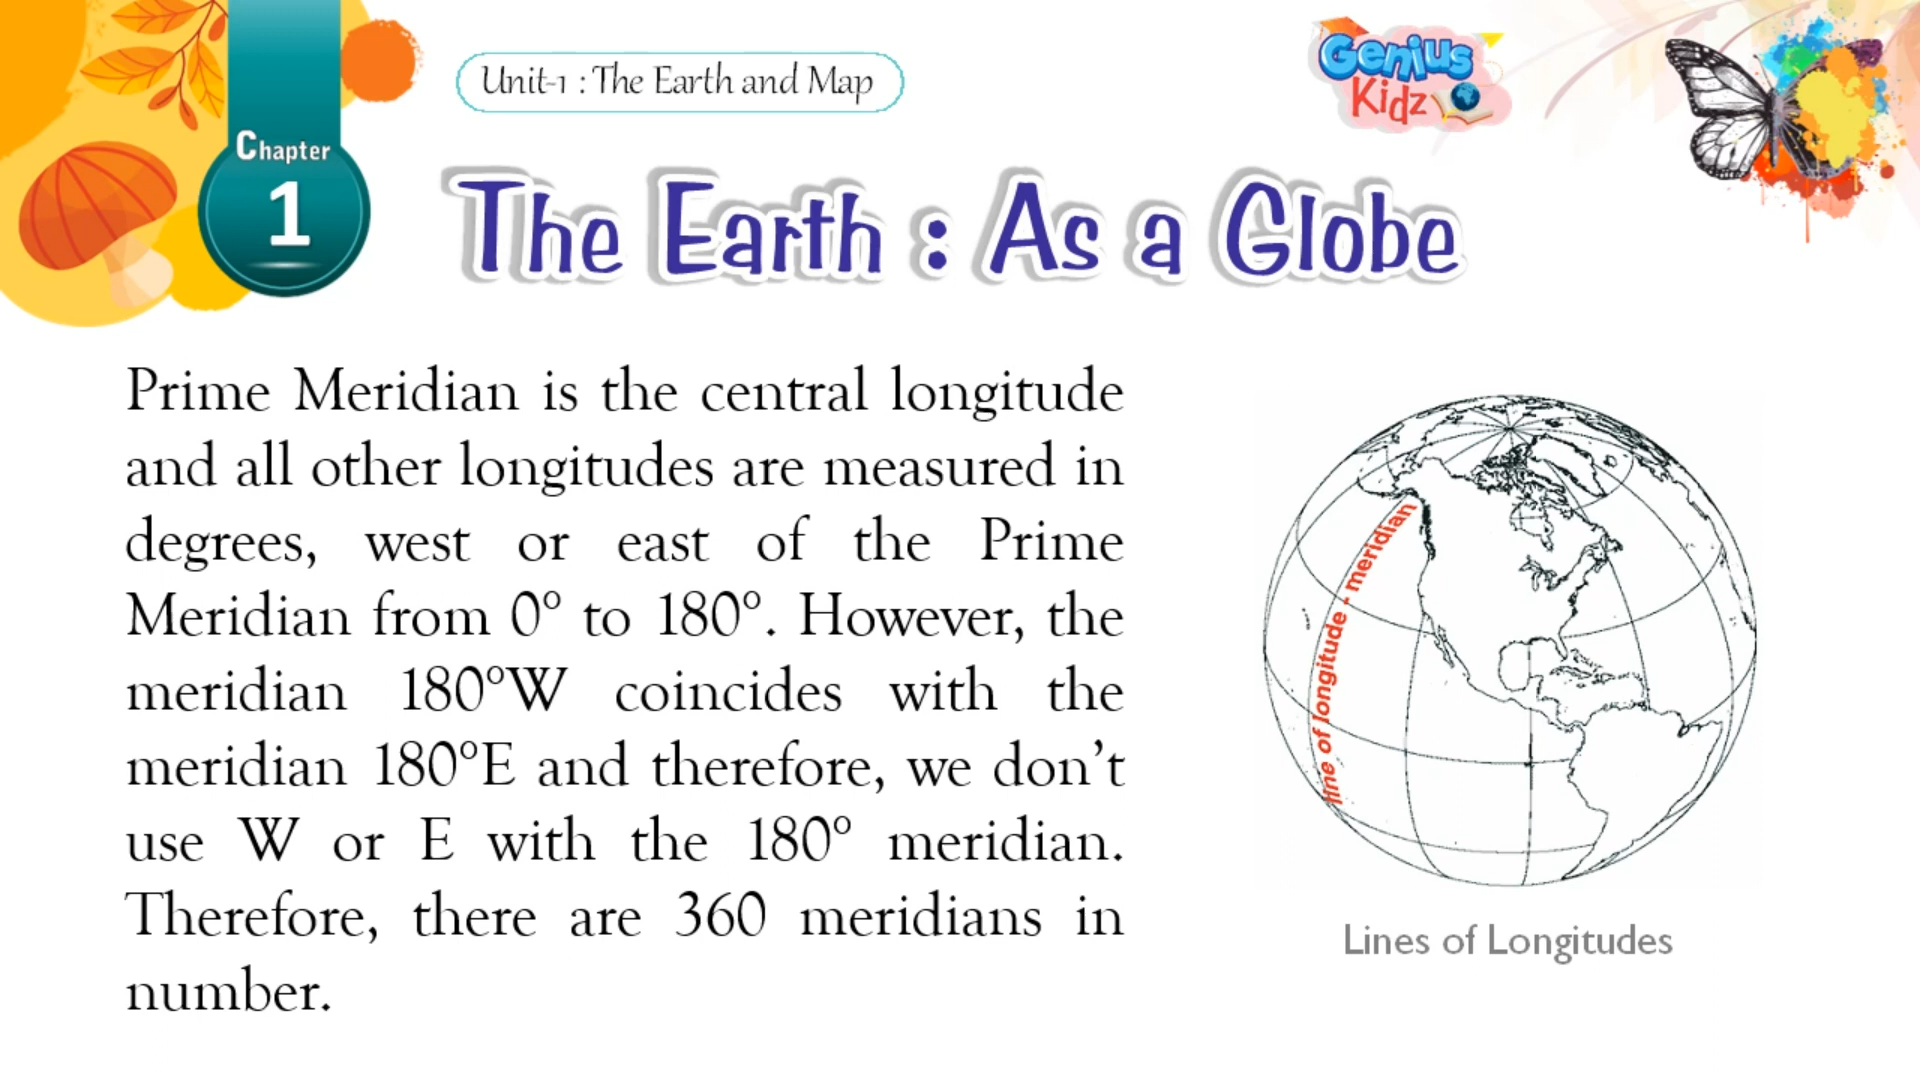 Unit-1 : The Earth and Map
Genius
Kidz
Chapter
1
The Earth : As a Globe
Prime Meridian is the central longitude
and all other longitudes are measured in
degrees, west or east of the Prime
Meridian from 0° to 180°. However, the
meridian 180°W coincides with the
meridian 180°E and therefore, we don't
use W or E with the 180° meridian.
Therefore, there are 360 meridians in
number.
line of longitude - meridian
Lines of Longitudes